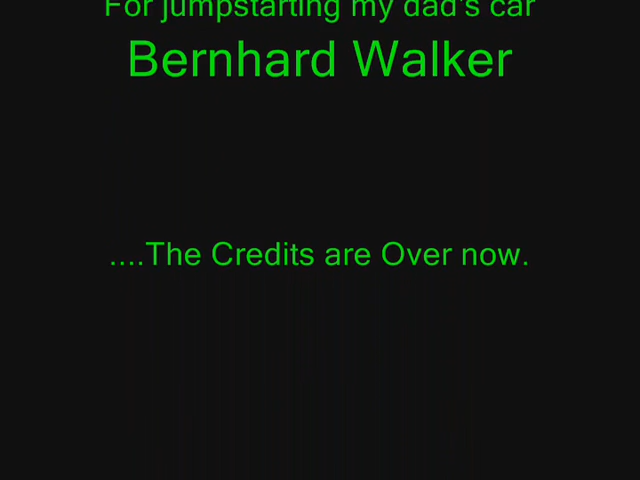 For jumpstarting my dad's car
Bernhard Walker
....The Credits are Over now.